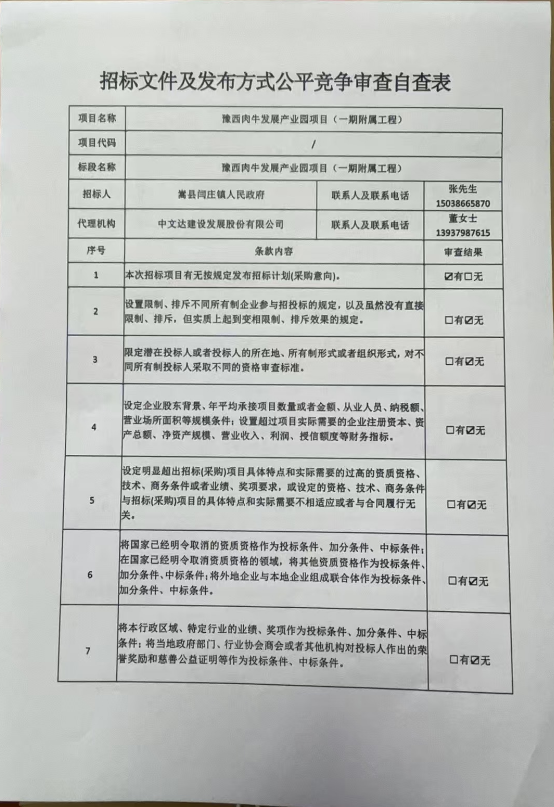 招标文件及发布方式公平竞争审查自查表
项目名称 豫西肉牛发展产业园项目（一期附属工程）
项目代码 /
标段名称 豫西肉牛发展产业园项目（一期附属工程）
招标人 嵩县闫庄镇人民政府 联系人及联系电话 张先生
15038665870
代理机构 中文达建设发展股份有限公司 联系人及联系电话 董女士
13937987615
序号 条款内容 审查结果
1 本次招标项目有无按规定发布招标计划(采购意向)。 ☑有☐无
2 设置限制、排斥不同所有制企业参与招投标的规定，以及虽然没有直接
限制、排斥，但实质上起到变相限制、排斥效果的规定。 ☐有☑无
3 限定潜在投标人或者投标人的所在地、所有制形式或者组织形式，对不
同所有制投标人采取不同的资格审查标准。 ☐有☑无
4 设定企业股东背景、年平均承接项目数量或者金额、从业人员、纳税额、
营业场所面积等规模条件；设置超过项目实际需要的企业注册资本、资
产总额、净资产规模、营业收入、利润、授信额度等财务指标。 ☐有☑无
5 设定明显超出招标(采购)项目具体特点和实际需要的过高的资质资格、
技术、商务条件或者业绩、奖项要求，或设定的资格、技术、商务条件
与招标(采购)项目的具体特点和实际需要不相适应或者与合同履行无
关。 ☐有☑无
6 将国家已经明令取消的资质资格作为投标条件、加分条件、中标条件；
在国家已经明令取消资质资格的领域，将其他资质资格作为投标条件、
加分条件、中标条件；将外地企业与本地企业组成联合体作为投标条件、
加分条件、中标条件。 ☐有☑无
7 将本行政区域、特定行业的业绩、奖项作为投标条件、加分条件、中标
条件；将当地政府部门、行业协会商会或者其他机构对投标人作出的荣
誉奖励和慈善公益证明等作为投标条件、中标条件。 ☐有☑无